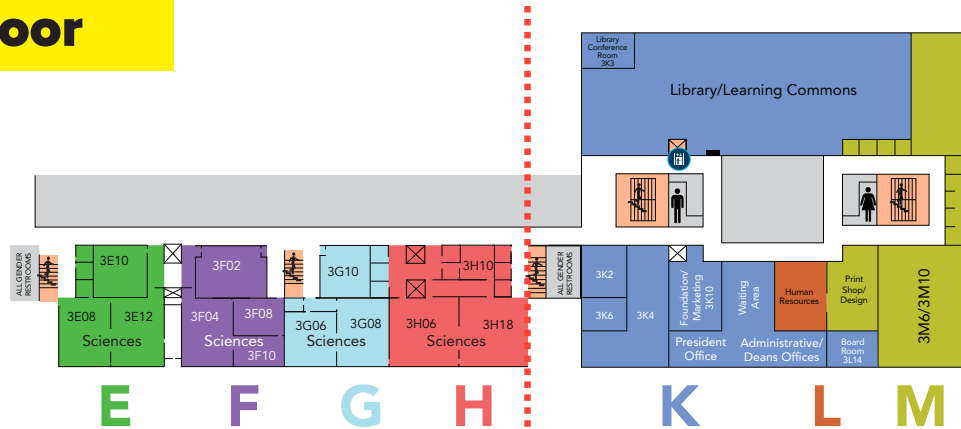 oor
Library
Conference
Room
3K3
Library/Learning Commons
ALL GENDER
RESTROOMS
3E10
3E08
3E12
Sciences
3F02
3F04
3F08
Sciences
3F10
3G10
3G06
3G08
Sciences
3H10
3H06
3H18
Sciences
ALL GENDER
RESTROOMS
3K2
3K6
3K4
Foundation/
Marketing
3K10
Waiting
Area
Human
Resources
Print
Shop/
Design
President
Office
Administrative/
Deans Offices
Board
Room
3L14
3M6/3M10
E
F
G
H
K
L
M